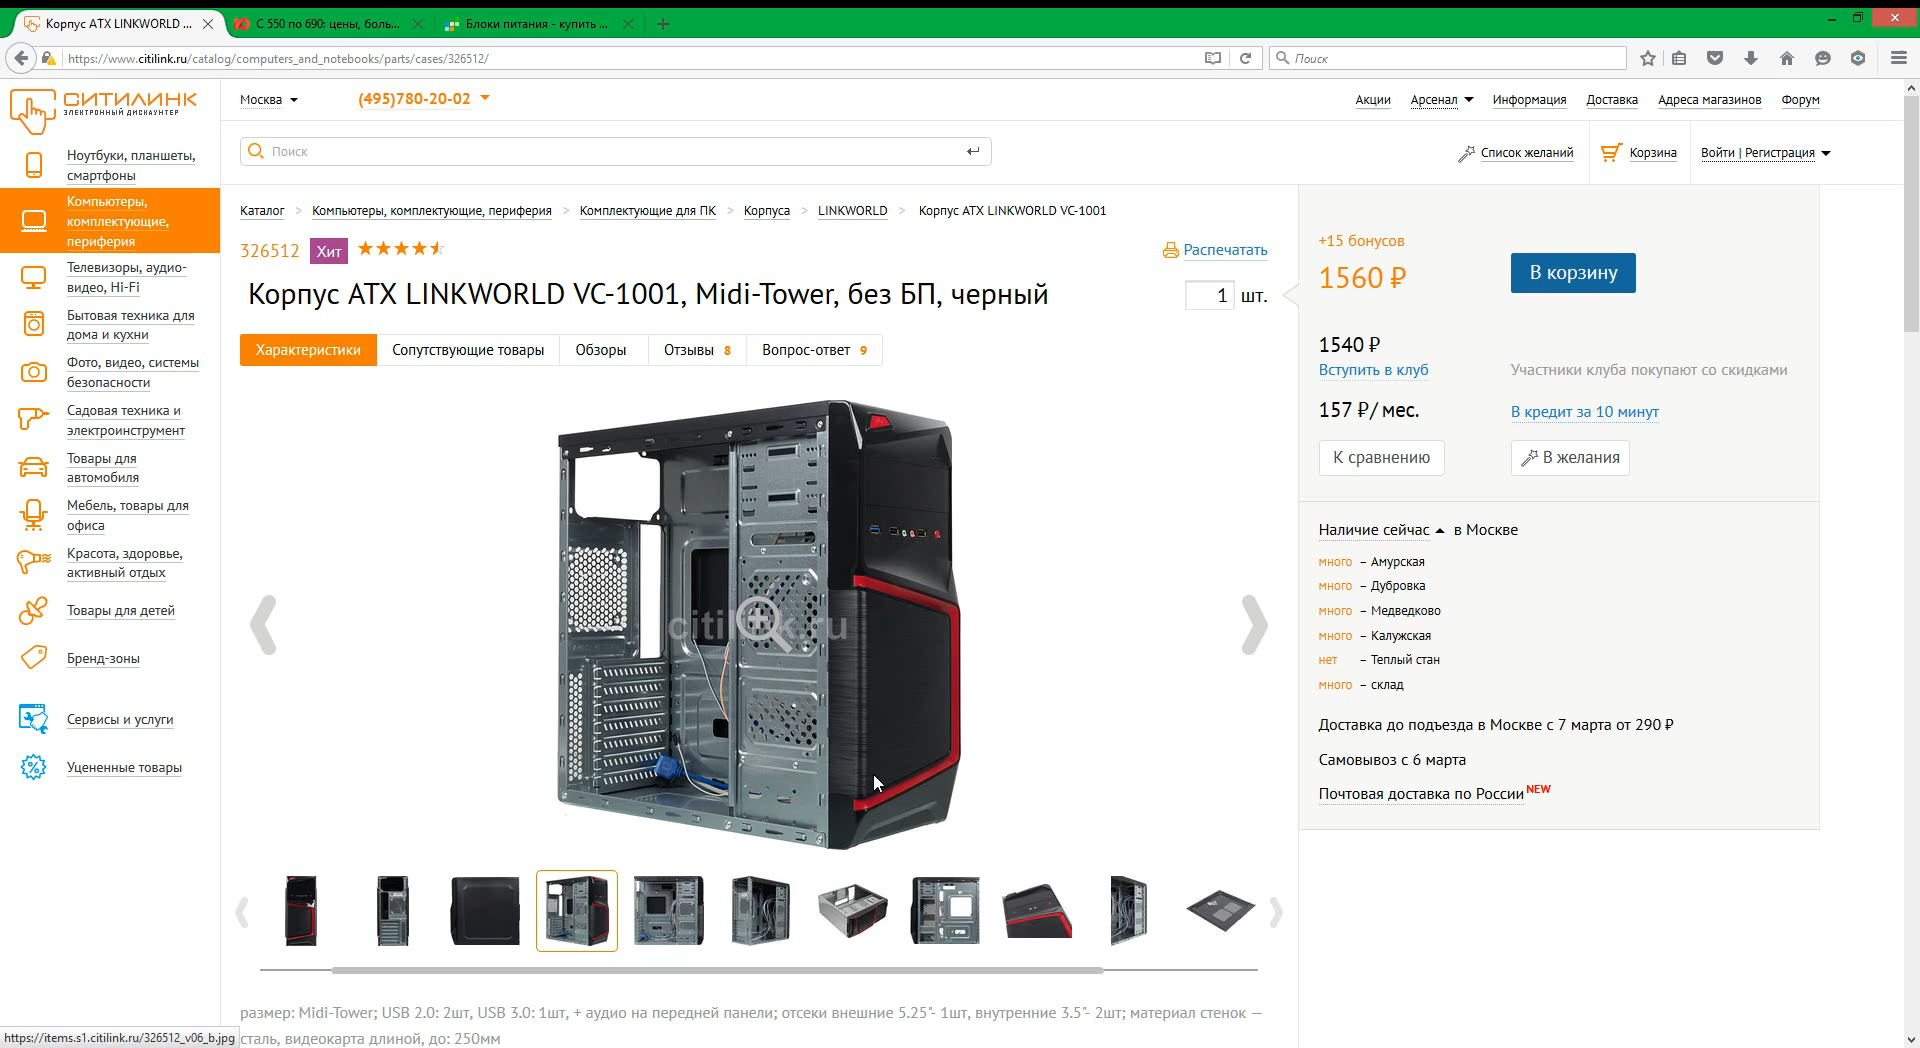 Корпус ATX LINKWORLD ...
С 550 по 690: цены, боль...
Блоки питания - купить ...
https://www.citilink.ru/catalog/computers_and_notebooks/parts/cases/326512/
Поиск
СИТИЛИНК
ЭЛЕКТРОННЫЙ ДИСКАУНТЕР
Москва
(495)780-20-02
Акции
Арсенал
Информация
Доставка
Адреса магазинов
Форум
Поиск
Список желаний
Корзина
Войти | Регистрация
Ноутбуки, планшеты,
смартфоны
Компьютеры,
комплектующие,
периферия
Телевизоры, аудио-
видео, Hi-Fi
Бытовая техника для
дома и кухни
Фото, видео, системы
безопасности
Садовая техника и
электроинструмент
Товары для
автомобиля
Мебель, товары для
офиса
Красота, здоровье,
активный отдых
Товары для детей
Бренд-зоны
Сервисы и услуги
Уцененные товары
Каталог > Компьютеры, комплектующие, периферия > Комплектующие для ПК > Корпуса > LINKWORLD > Корпус ATX LINKWORLD VC-1001
326512 Хит
Распечатать
Корпус ATX LINKWORLD VC-1001, Midi-Tower, без БП, черный
1 шт.
Характеристики
Сопутствующие товары
Обзоры
Отзывы 8
Вопрос-ответ 9
citilink.ru
+15 бонусов
1560 ₽
В корзину
1540 ₽
Вступить в клуб
Участники клуба покупают со скидками
157 ₽/ мес.
В кредит за 10 минут
К сравнению
В желания
Наличие сейчас в Москве
много – Амурская
много – Дубровка
много – Медведково
много – Калужская
нет – Теплый стан
много – склад
Доставка до подъезда в Москве с 7 марта от 290 ₽
Самовывоз с 6 марта
Почтовая доставка по России NEW
размер: Midi-Tower; USB 2.0: 2шт, USB 3.0: 1шт, + аудио на передней панели; отсеки внешние 5.25"- 1шт, внутренние 3.5"- 2шт; материал стенок —
сталь, видеокарта длиной, до: 250мм
https://items.s1.citilink.ru/326512_v06_b.jpg